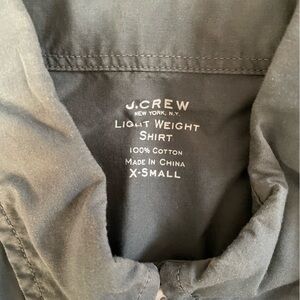 J.CREW
NEW YORK, N.Y.
LIGHT WEIGHT
SHIRT
100% COTTON
MADE IN CHINA
X-SMALL